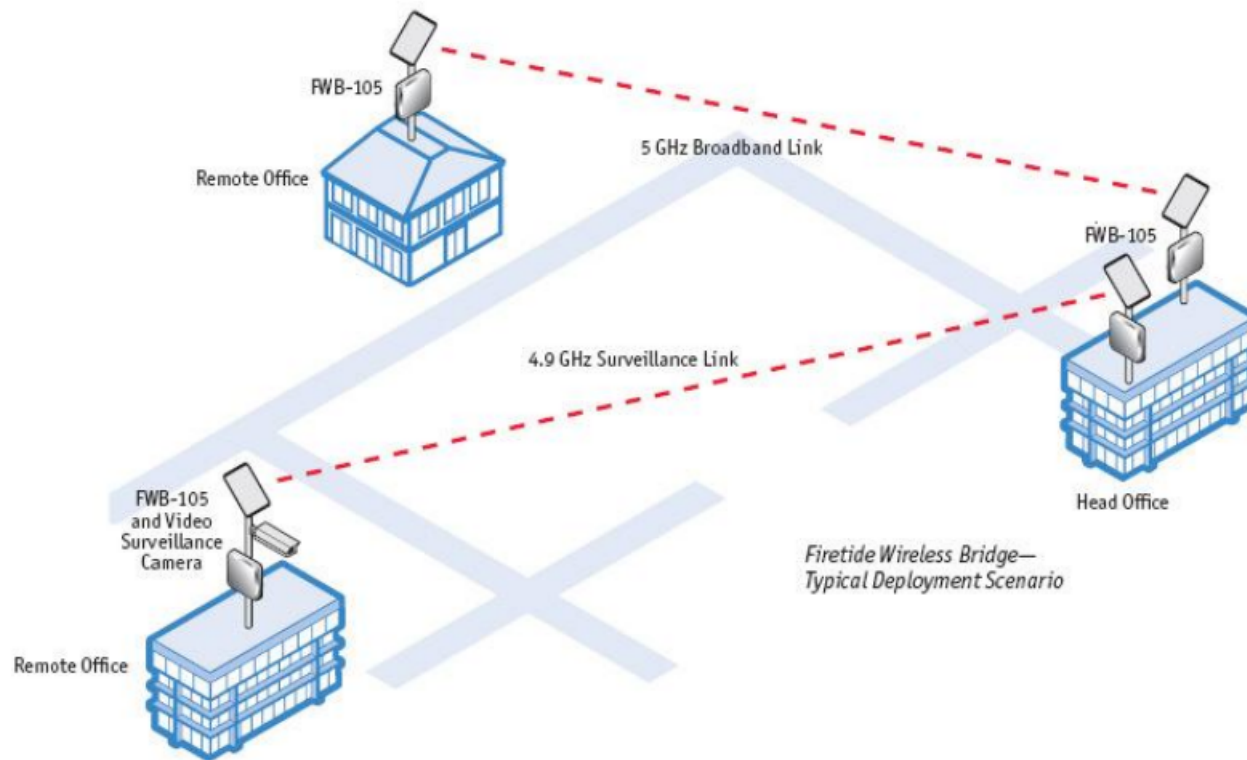 FWB-105
Remote Office
5 GHz Broadband Link
FWB-105
4.9 GHz Surveillance Link
Head Office
FWB-105
and Video
Surveillance
Camera
Firetide Wireless Bridge—
Typical Deployment Scenario
Remote Office